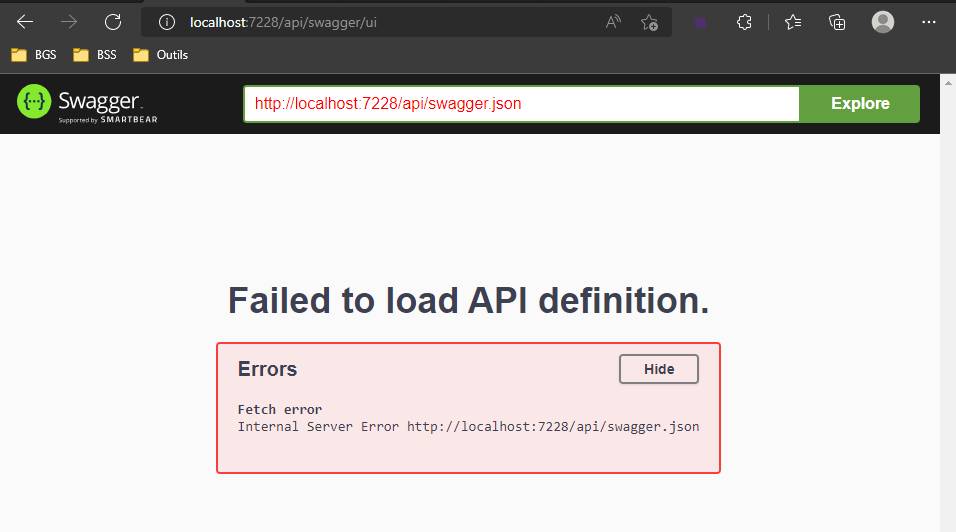 localhost:7228/api/swagger/ui
BGS BSS Outils
Swagger.
Supported by SMARTBEAR
http://localhost:7228/api/swagger.json
Explore
Failed to load API definition.
Errors
Hide
Fetch error
Internal Server Error http://localhost:7228/api/swagger.json